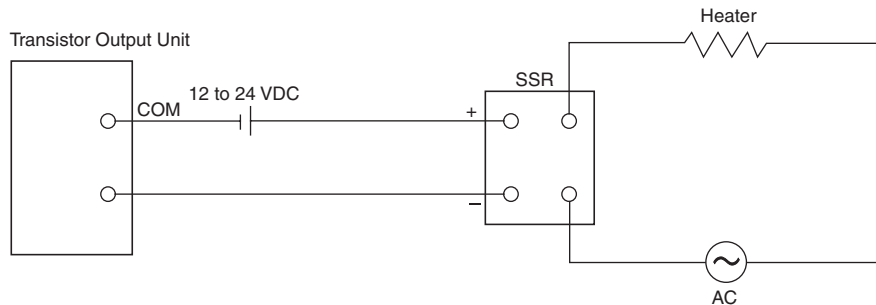 Heater
Transistor Output Unit
SSR
12 to 24 VDC
COM
+
−
AC